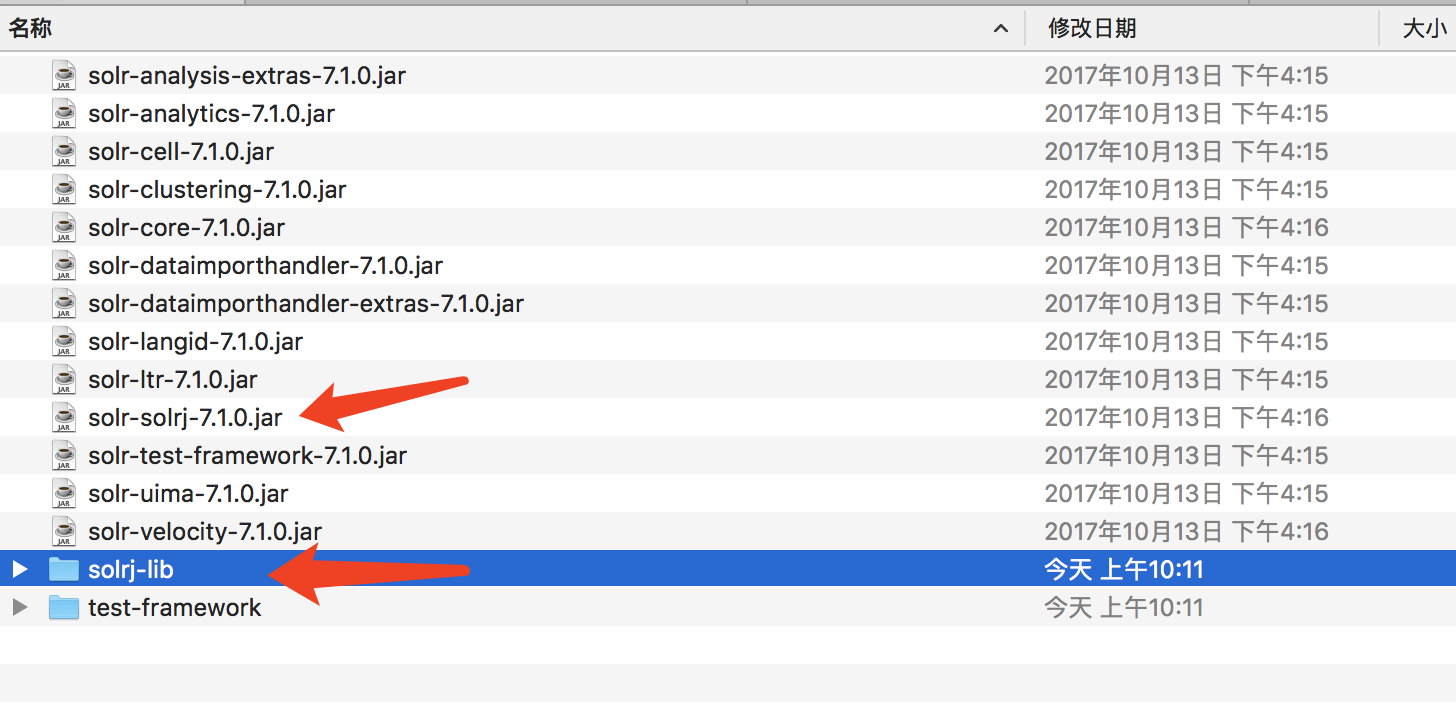 名称 修改日期 大小
solr-analysis-extras-7.1.0.jar 2017年10月13日 下午4:15
solr-analytics-7.1.0.jar 2017年10月13日 下午4:15
solr-cell-7.1.0.jar 2017年10月13日 下午4:15
solr-clustering-7.1.0.jar 2017年10月13日 下午4:15
solr-core-7.1.0.jar 2017年10月13日 下午4:16
solr-dataimporthandler-7.1.0.jar 2017年10月13日 下午4:15
solr-dataimporthandler-extras-7.1.0.jar 2017年10月13日 下午4:15
solr-langid-7.1.0.jar 2017年10月13日 下午4:15
solr-ltr-7.1.0.jar 2017年10月13日 下午4:15
solr-solrj-7.1.0.jar 2017年10月13日 下午4:16
solr-test-framework-7.1.0.jar 2017年10月13日 下午4:15
solr-uima-7.1.0.jar 2017年10月13日 下午4:15
solr-velocity-7.1.0.jar 2017年10月13日 下午4:16
solrj-lib 今天 上午10:11
test-framework 今天 上午10:11